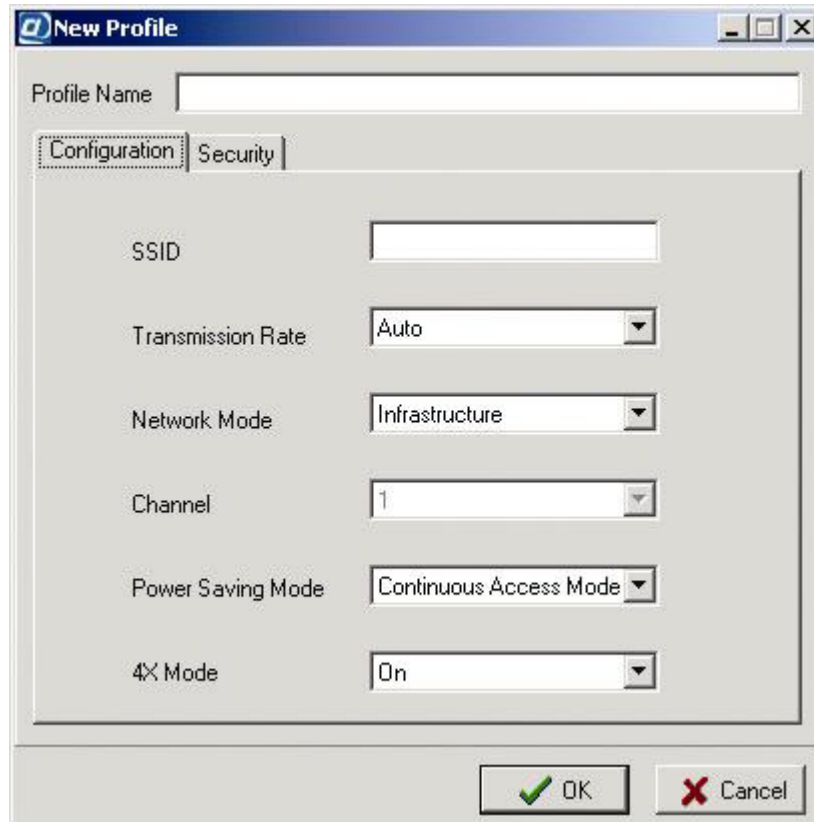 New Profile
Profile Name
Configuration Security
SSID
Transmission Rate Auto
Network Mode Infrastructure
Channel 1
Power Saving Mode Continuous Access Mode
4X Mode On
OK Cancel